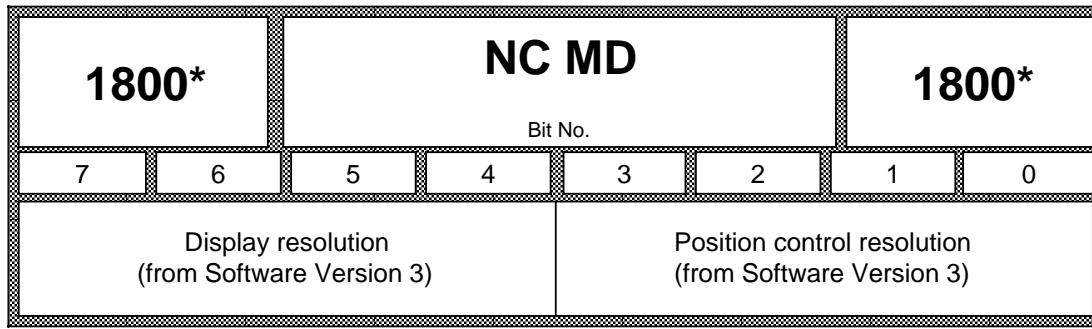 1800* NC MD 1800*
Bit No.
7 6 5 4 3 2 1 0
Display resolution Position control resolution
(from Software Version 3) (from Software Version 3)